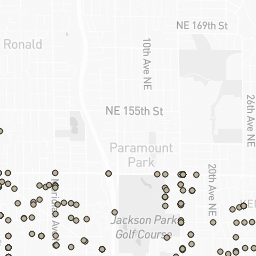 NE 169th St
Ronald
10th Ave NE
NE 155th St
26th Ave NE
Paramount
Park
20th Ave NE
Jackson Park
Golf Course